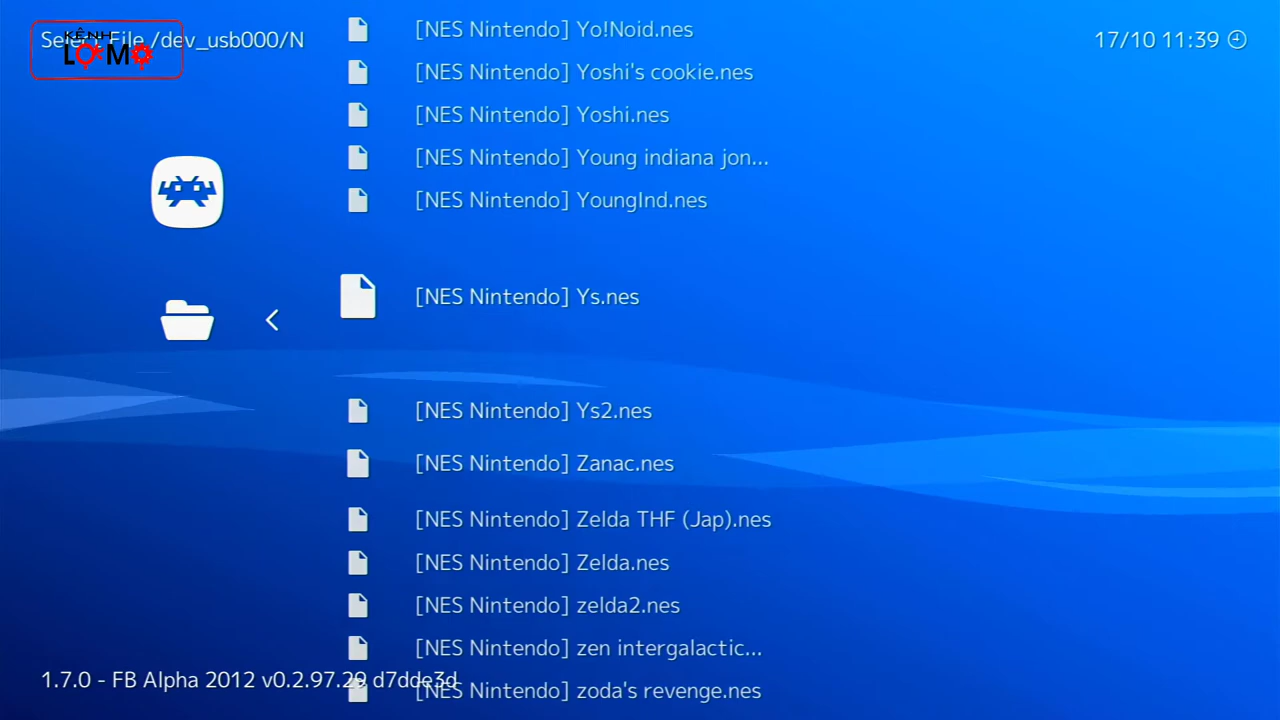 Select File /dev_usb000/N
KÊNH
LỌ MỌ
17/10 11:39
[NES Nintendo] Yo!Noid.nes
[NES Nintendo] Yoshi's cookie.nes
[NES Nintendo] Yoshi.nes
[NES Nintendo] Young indiana jon...
[NES Nintendo] YoungInd.nes
[NES Nintendo] Ys.nes
[NES Nintendo] Ys2.nes
[NES Nintendo] Zanac.nes
[NES Nintendo] Zelda THF (Jap).nes
[NES Nintendo] Zelda.nes
[NES Nintendo] zelda2.nes
[NES Nintendo] zen intergalactic...
[NES Nintendo] zoda's revenge.nes
1.7.0 - FB Alpha 2012 v0.2.97.29 d7dde3d